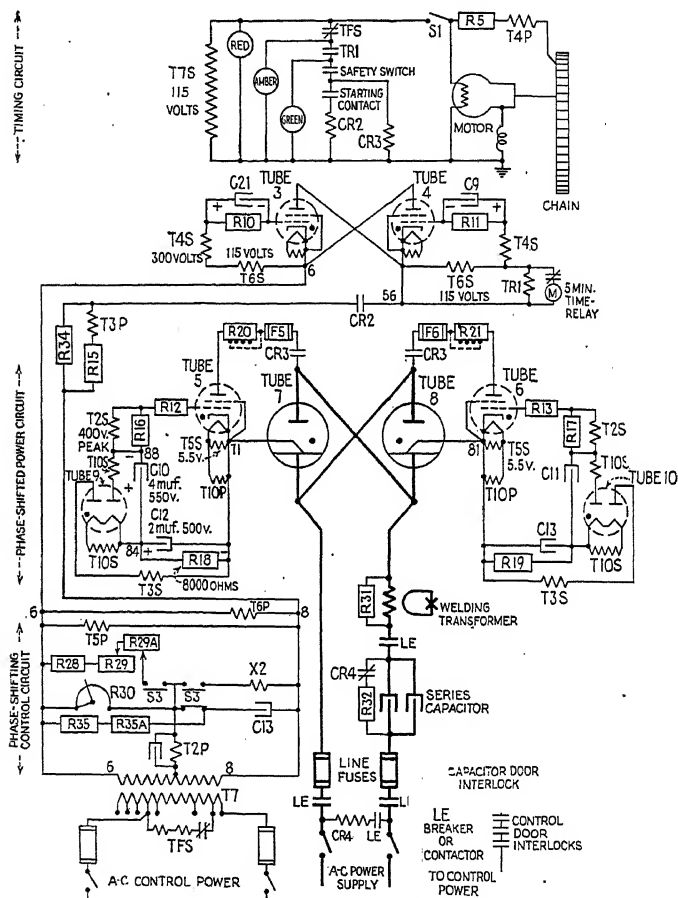 TIMING CIRCUIT
T7S
115
VOLTS
RED
AMBER
GREEN
TFS
TR1
SAFETY SWITCH
STARTING
CONTACT
CR2
CR3
S1
R5
T4P
MOTOR
CHAIN
C21
TUBE
3
TUBE
4
C9
R10
R11
T4S
300 VOLTS
115 VOLTS
T6S
6
T4S
T6S
115 VOLTS
56
TR1
M
5 MIN.
TIME-
RELAY
CR2
R34
T3P
R15
PHASE-SHIFTED POWER CIRCUIT
R20
F5
CR3
F6
R21
CR3
TUBE
5
TUBE
7
TUBE
8
TUBE
6
R12
R13
T2S
400V.
PEAK
R16
88
T10S
TUBE 9
C10
4 muf.
550V.
T5S
5.5V.
71
T10P
C12
2 muf. 500V.
84
R18
8000 OHMS
T10S
T3S
81
T5S
5.5V.
T10P
R17
T2S
C11
T10S
TUBE 10
C13
R19
T10S
T3S
6
T6P
8
T5P
PHASE-SHIFTING
CONTROL CIRCUIT
R28
R29
R29A
S3
S3
X2
R30
R35
R35A
C13
T2P
6
8
T7
TFS
A-C CONTROL POWER
R31
WELDING
TRANSFORMER
LE
CR4
R32
SERIES
CAPACITOR
LINE
FUSES
LE
LE
CR4
LE
A-C POWER
SUPPLY
CAPACITOR DOOR
INTERLOCK
LE
BREAKER
OR
CONTACTOR
CONTROL
DOOR
INTERLOCKS
TO CONTROL
POWER